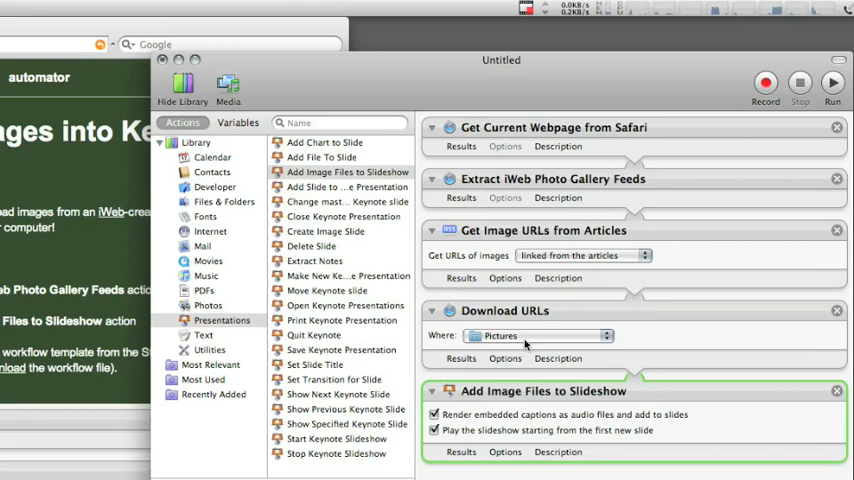 0.0KB/s
0.2KB/s
Google
automator
ages into Ke
oad images from an iWeb-crea
r computer!
eb Photo Gallery Feeds actio
Files to Slideshow action
workflow template from the S
load the workflow file).
Untitled
Hide Library
Media
Record
Stop
Run
Actions
Variables
Name
Library
Calendar
Contacts
Developer
Files & Folders
Fonts
Internet
Mail
Movies
Music
PDFs
Photos
Presentations
Text
Utilities
Most Relevant
Most Used
Recently Added
Add Chart to Slide
Add File To Slide
Add Image Files to Slideshow
Add Slide to ...e Presentation
Change mast... Keynote slide
Close Keynote Presentation
Create Image Slide
Delete Slide
Extract Notes
Make New Ke...e Presentation
Move Keynote slide
Open Keynote Presentations
Print Keynote Presentation
Quit Keynote
Save Keynote Presentation
Set Slide Title
Set Transition for Slide
Show Next Keynote Slide
Show Previous Keynote Slide
Show Specified Keynote Slide
Start Keynote Slideshow
Stop Keynote Slideshow
Get Current Webpage from Safari
Results Options Description
Extract iWeb Photo Gallery Feeds
Results Options Description
RSS Get Image URLs from Articles
Get URLs of images linked from the articles
Results Options Description
Download URLs
Where: Pictures
Results Options Description
Add Image Files to Slideshow
Render embedded captions as audio files and add to slides
Play the slideshow starting from the first new slide
Results Options Description